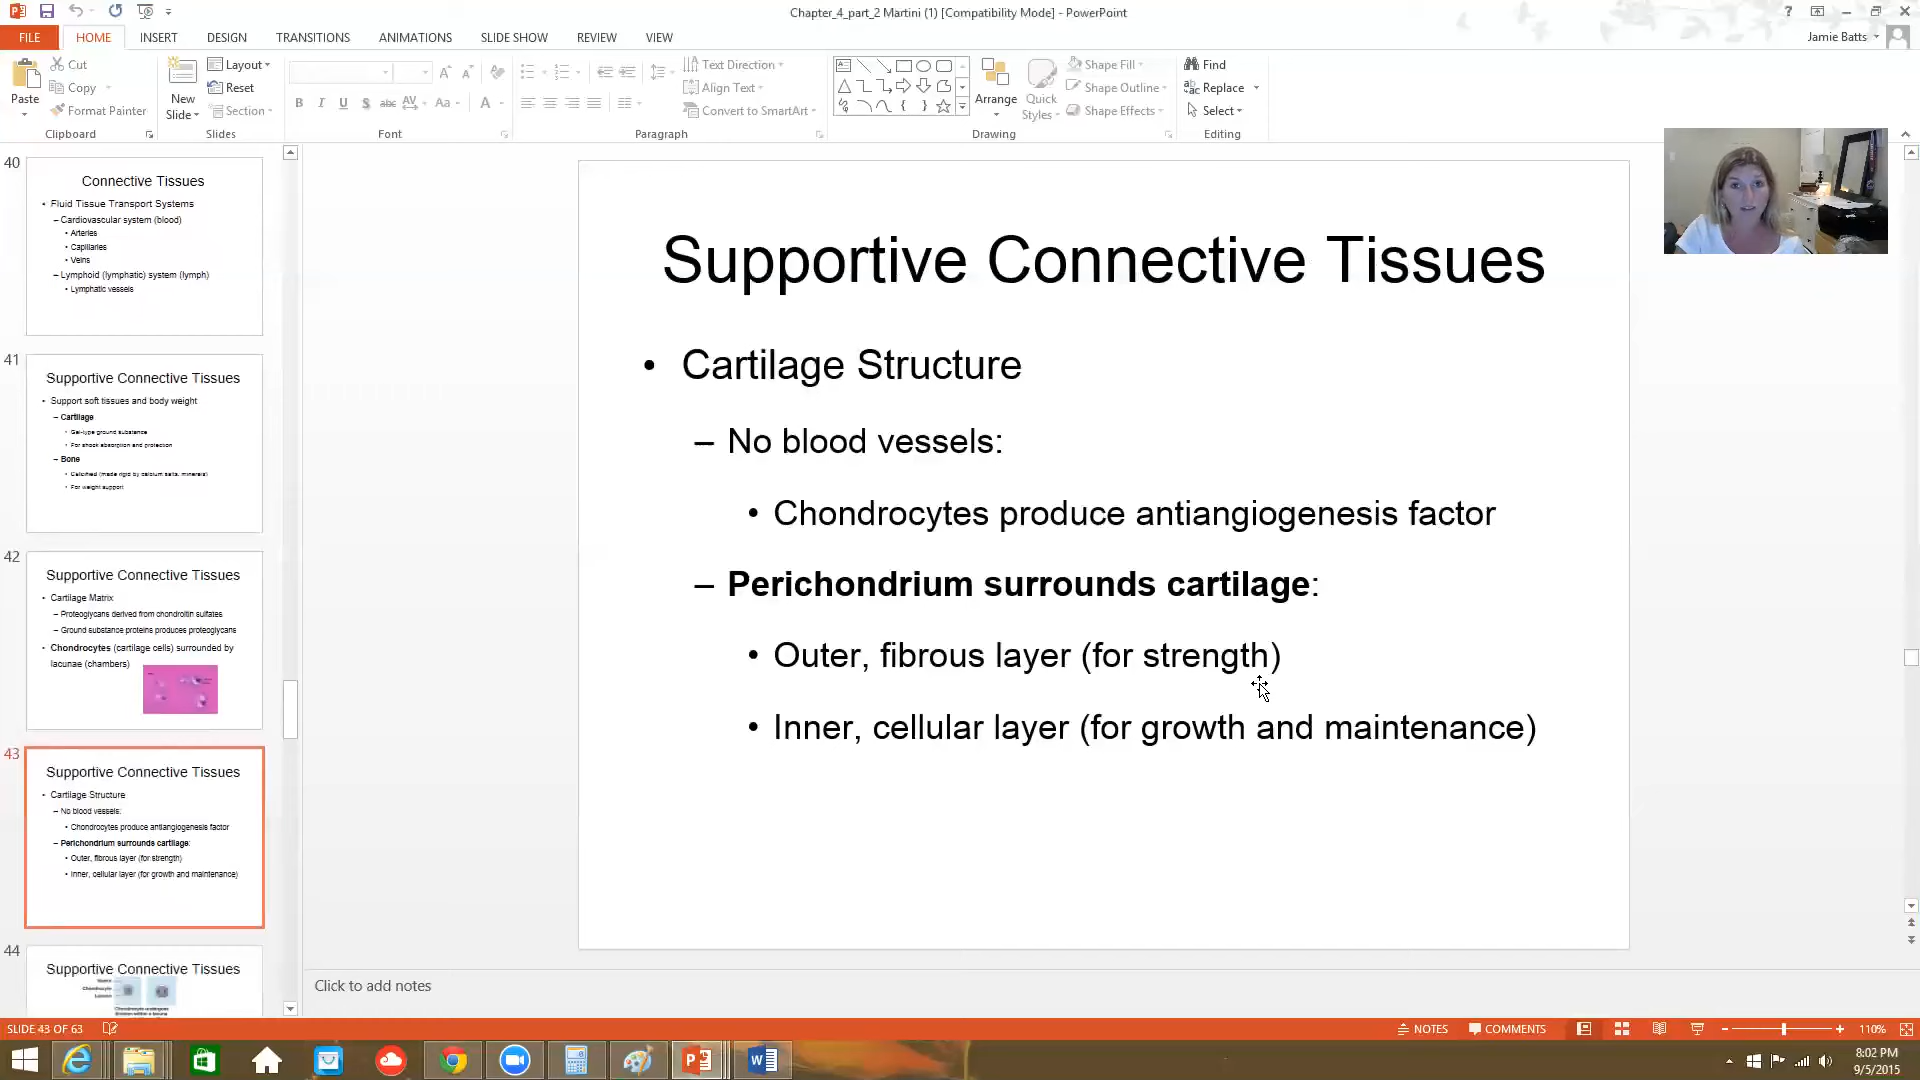 Chapter_4_part_2 Martini (1) [Compatibility Mode] - PowerPoint
FILE HOME INSERT DESIGN TRANSITIONS ANIMATIONS SLIDE SHOW REVIEW VIEW Jamie Batts
Cut
Copy
Format Painter
Paste
Clipboard
New
Slide
Layout
Reset
Section
Slides
Font
Text Direction
Align Text
Convert to SmartArt
Paragraph
Arrange
Quick
Styles
Shape Fill
Shape Outline
Shape Effects
Drawing
Find
Replace
Select
Editing
40
Connective Tissues
• Fluid Tissue Transport Systems
– Cardiovascular system (blood)
• Arteries
• Capillaries
• Veins
– Lymphoid (lymphatic) system (lymph)
• Lymphatic vessels
41
Supportive Connective Tissues
• Support soft tissues and body weight
– Cartilage
• Gel-type ground substance
• For shock absorption and protection
– Bone
• Calcified (made rigid by calcium salts, minerals)
• For weight support
42
Supportive Connective Tissues
• Cartilage Matrix
– Proteoglycans derived from chondroitin sulfates
– Ground substance proteins produces proteoglycans
• Chondrocytes (cartilage cells) surrounded by
lacunae (chambers)
43
Supportive Connective Tissues
• Cartilage Structure
– No blood vessels:
• Chondrocytes produce antiangiogenesis factor
– Perichondrium surrounds cartilage:
• Outer, fibrous layer (for strength)
• Inner, cellular layer (for growth and maintenance)
44
Supportive Connective Tissues
Supportive Connective Tissues
• Cartilage Structure
– No blood vessels:
• Chondrocytes produce antiangiogenesis factor
– Perichondrium surrounds cartilage:
• Outer, fibrous layer (for strength)
• Inner, cellular layer (for growth and maintenance)
Click to add notes
SLIDE 43 OF 63 NOTES COMMENTS 110%
8:02 PM
9/5/2015